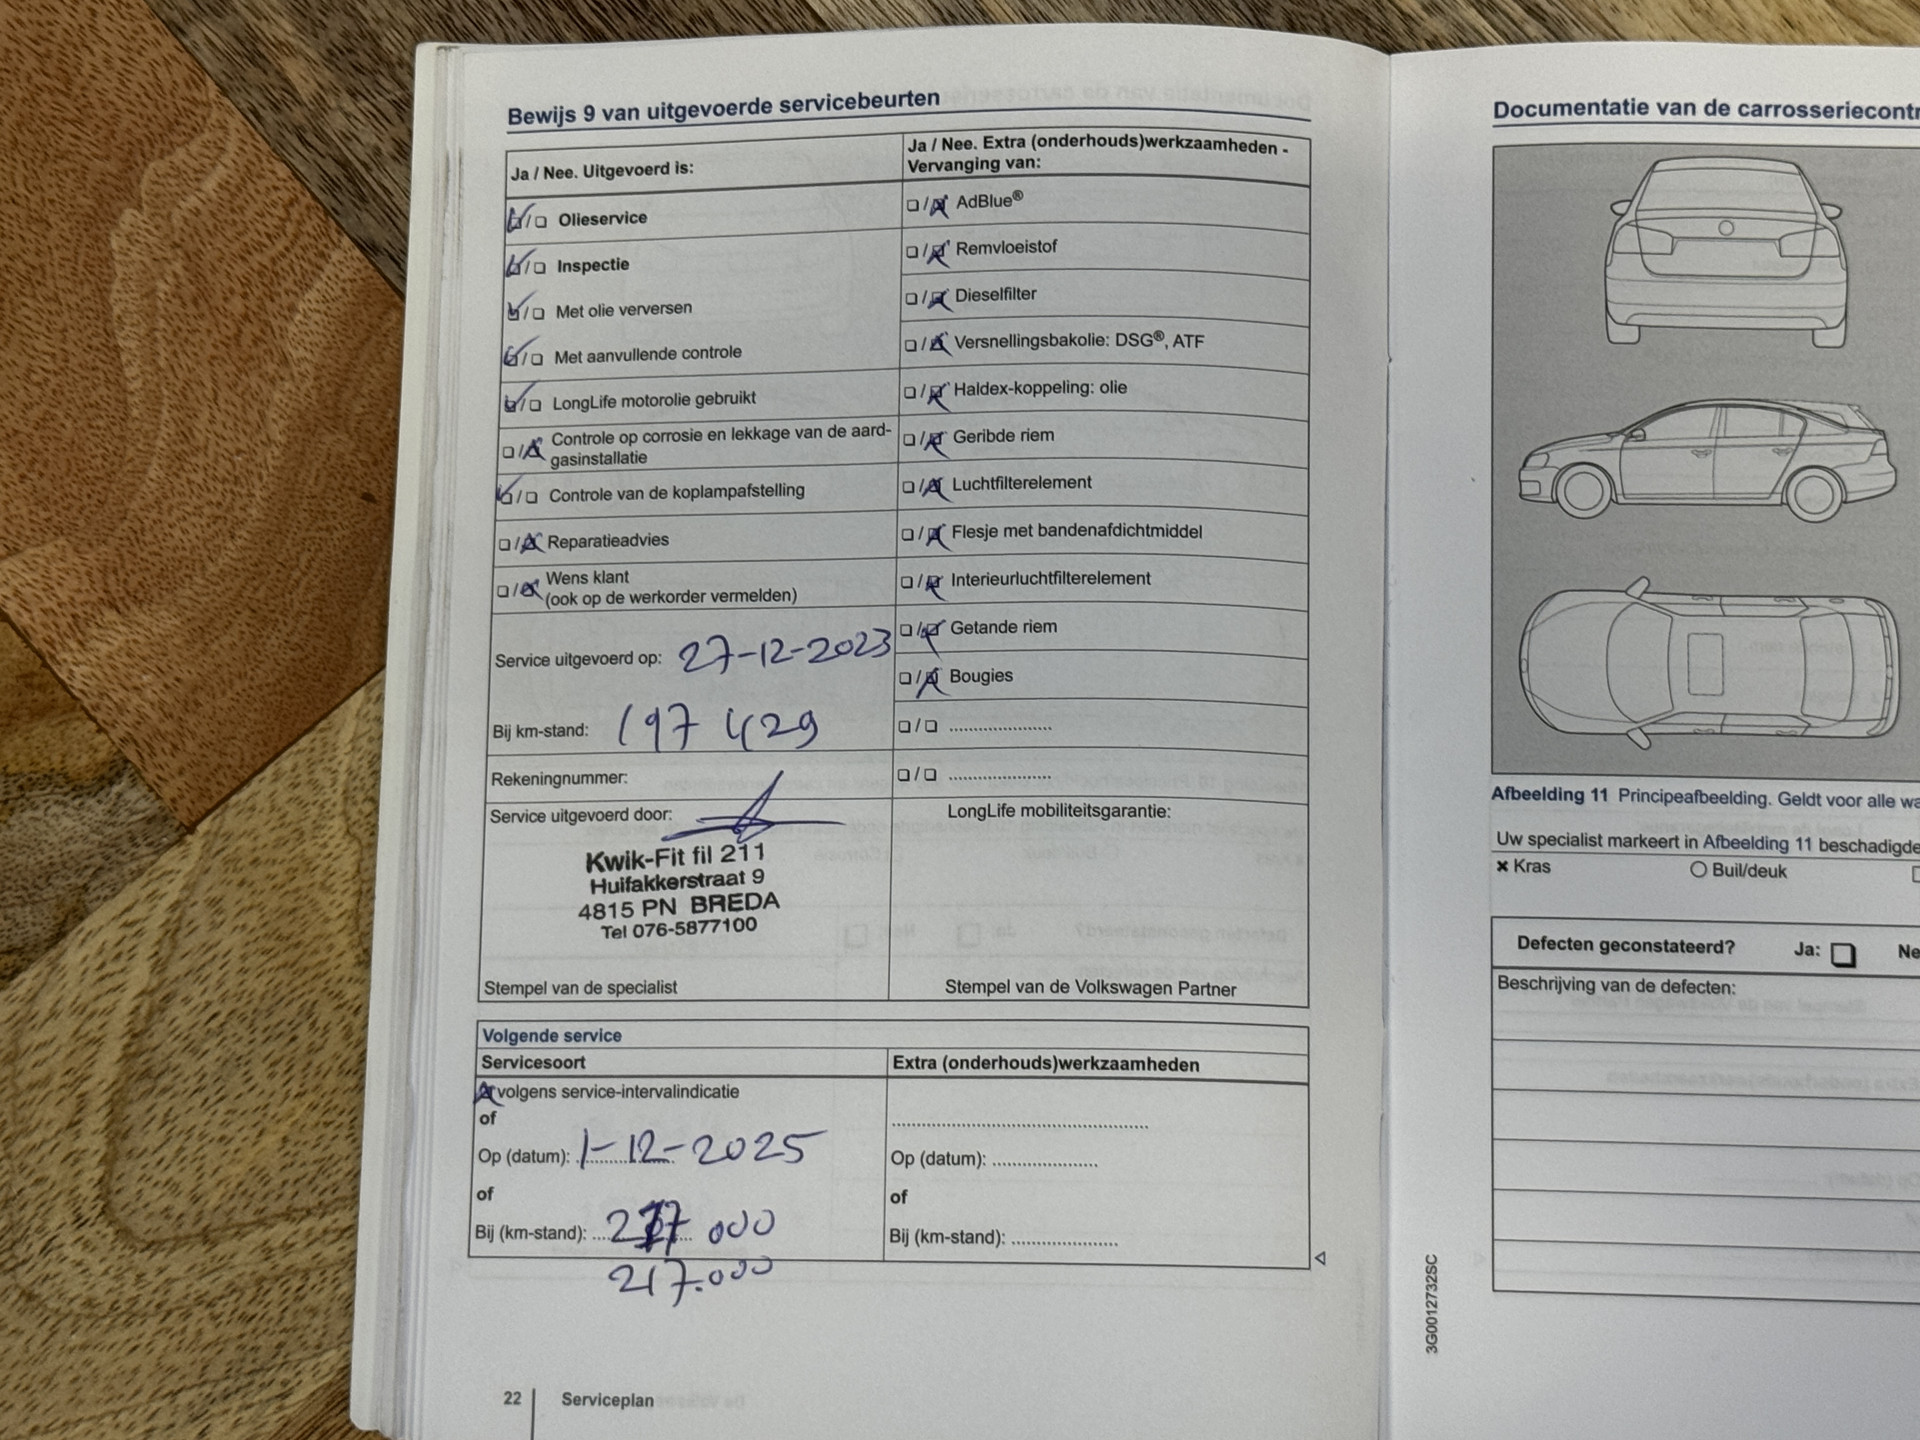 Bewijs 9 van uitgevoerde servicebeurten
Ja / Nee. Uitgevoerd is:
Olieservice
Inspectie
Met olie verversen
Met aanvullende controle
LongLife motorolie gebruikt
Controle op corrosie en lekkage van de aard-
gasinstallatie
Controle van de koplampafstelling
Reparatieadvies
Wens klant
(ook op de werkorder vermelden)
Service uitgevoerd op: 27-12-2023
Bij km-stand: 197 429
Rekeningnummer:
Service uitgevoerd door:
Kwik-Fit fil 211
Huifakkerstraat 9
4815 PN BREDA
Tel 076-5877100
Stempel van de specialist
Ja / Nee. Extra (onderhouds)werkzaamheden -
Vervanging van:
AdBlue®
Remvloeistof
Dieselfilter
Versnellingsbakolie: DSG®, ATF
Haldex-koppeling: olie
Geribde riem
Luchtfilterelement
Flesje met bandenafdichtmiddel
Interieurluchtfilterelement
Getande riem
Bougies
LongLife mobiliteitsgarantie:
Stempel van de Volkswagen Partner
Volgende service
Servicesoort
volgens service-intervalindicatie
of
Op (datum): 1-12-2025
of
Bij (km-stand): 217 000
217.000
Extra (onderhouds)werkzaamheden
Op (datum):
of
Bij (km-stand):
22 Serviceplan
Documentatie van de carrosseriecontr
Afbeelding 11 Principeafbeelding. Geldt voor alle wa
Uw specialist markeert in Afbeelding 11 beschadigde
× Kras Buil/deuk
Defecten geconstateerd? Ja: Ne
Beschrijving van de defecten:
3G0012732SC